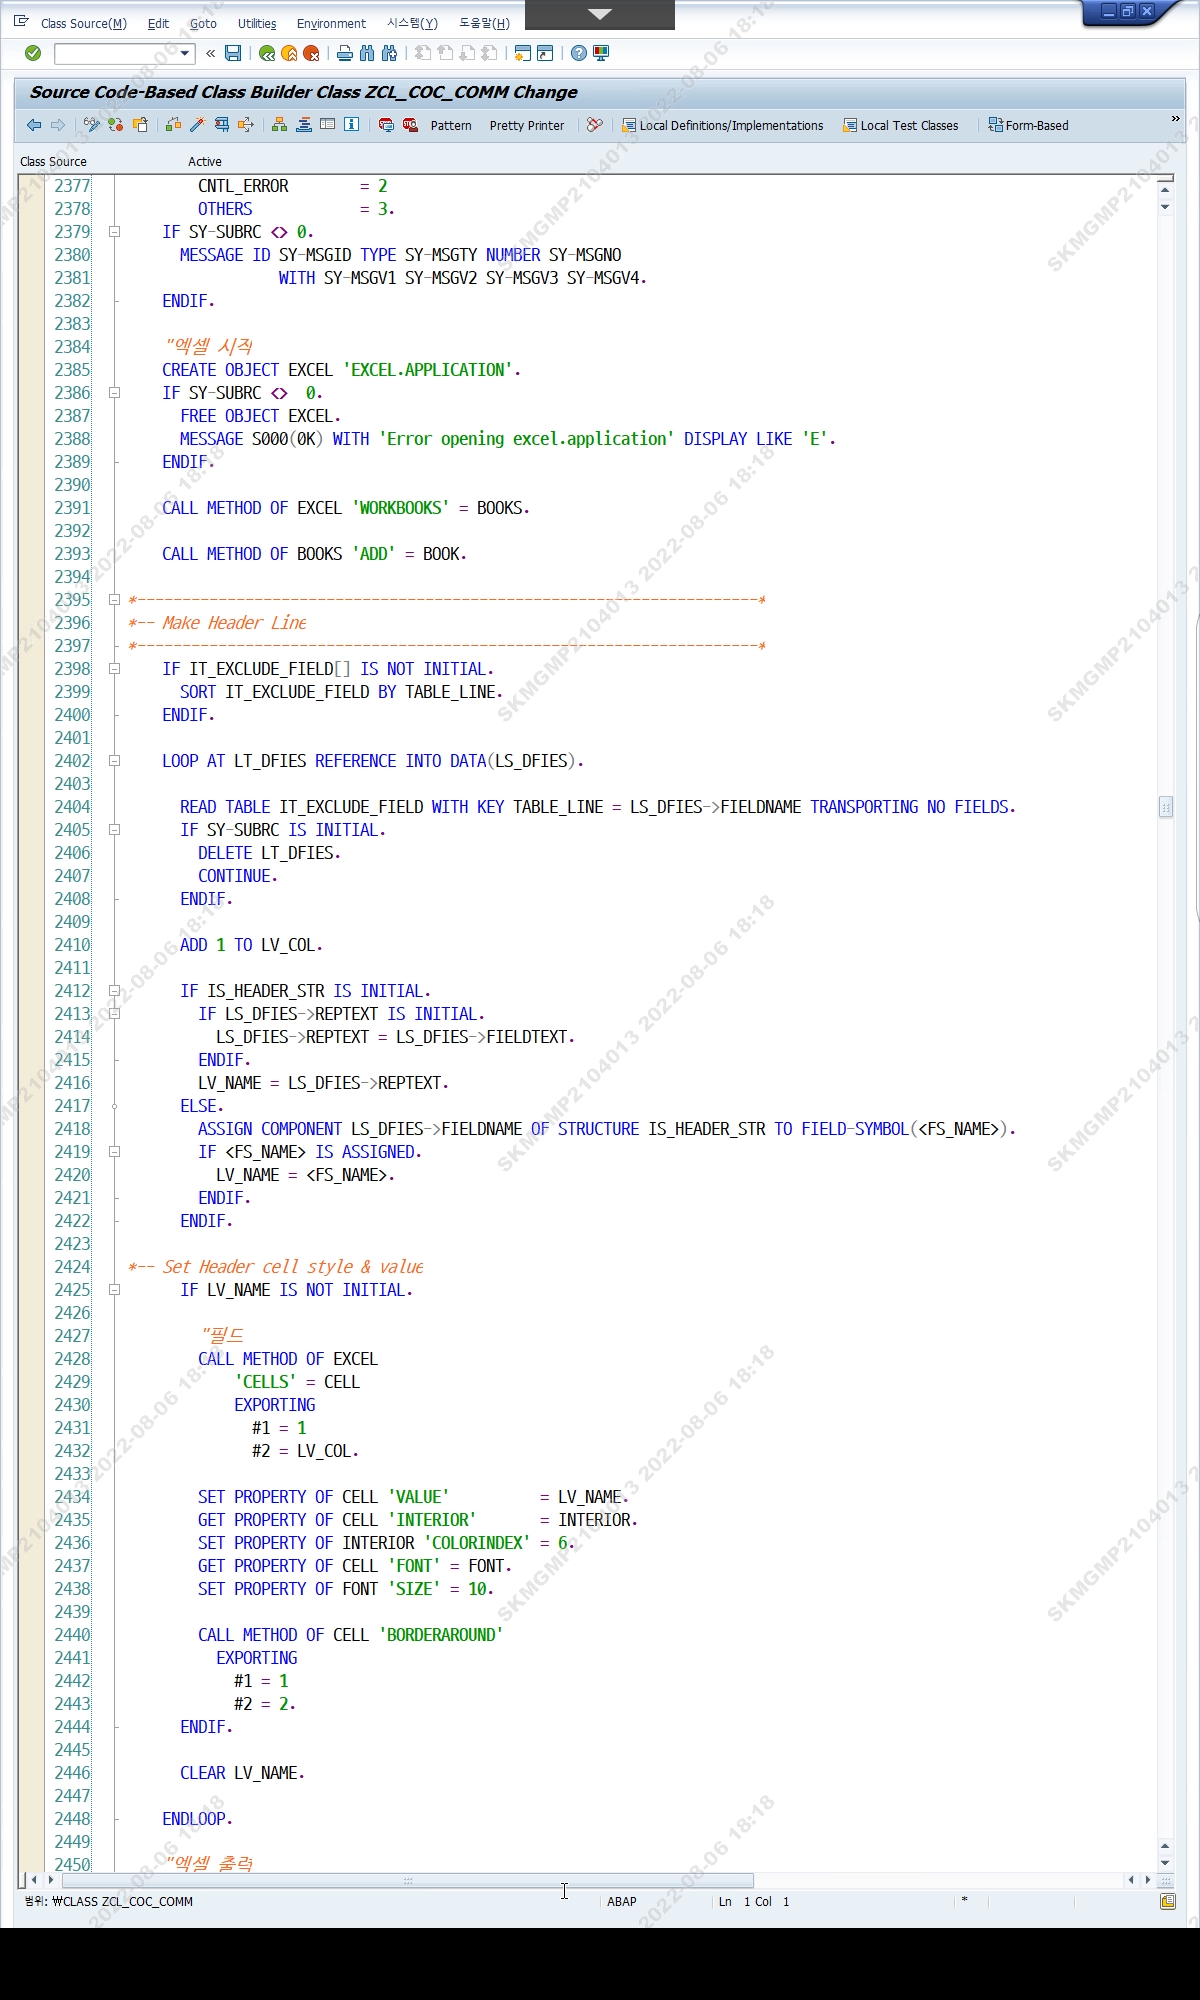 Class Source(M) Edit Goto Utilities Environment 시스템(Y) 도움말(H)
Source Code-Based Class Builder Class ZCL_COC_COMM Change
Pattern Pretty Printer Local Definitions/Implementations Local Test Classes Form-Based »
Class Source Active
2377 CNTL_ERROR = 2
2378 OTHERS = 3.
2379 IF SY-SUBRC <> 0.
2380 MESSAGE ID SY-MSGID TYPE SY-MSGTY NUMBER SY-MSGNO
2381 WITH SY-MSGV1 SY-MSGV2 SY-MSGV3 SY-MSGV4.
2382 ENDIF.
2383
2384 "엑셀 시작
2385 CREATE OBJECT EXCEL 'EXCEL.APPLICATION'.
2386 IF SY-SUBRC <> 0.
2387 FREE OBJECT EXCEL.
2388 MESSAGE S000(0K) WITH 'Error opening excel.application' DISPLAY LIKE 'E'.
2389 ENDIF.
2390
2391 CALL METHOD OF EXCEL 'WORKBOOKS' = BOOKS.
2392
2393 CALL METHOD OF BOOKS 'ADD' = BOOK.
2394
2395 *---------------------------------------------------------------------*
2396 *-- Make Header Line
2397 *---------------------------------------------------------------------*
2398 IF IT_EXCLUDE_FIELD[] IS NOT INITIAL.
2399 SORT IT_EXCLUDE_FIELD BY TABLE_LINE.
2400 ENDIF.
2401
2402 LOOP AT LT_DFIES REFERENCE INTO DATA(LS_DFIES).
2403
2404 READ TABLE IT_EXCLUDE_FIELD WITH KEY TABLE_LINE = LS_DFIES->FIELDNAME TRANSPORTING NO FIELDS.
2405 IF SY-SUBRC IS INITIAL.
2406 DELETE LT_DFIES.
2407 CONTINUE.
2408 ENDIF.
2409
2410 ADD 1 TO LV_COL.
2411
2412 IF IS_HEADER_STR IS INITIAL.
2413 IF LS_DFIES->REPTEXT IS INITIAL.
2414 LS_DFIES->REPTEXT = LS_DFIES->FIELDTEXT.
2415 ENDIF.
2416 LV_NAME = LS_DFIES->REPTEXT.
2417 ELSE.
2418 ASSIGN COMPONENT LS_DFIES->FIELDNAME OF STRUCTURE IS_HEADER_STR TO FIELD-SYMBOL(<FS_NAME>).
2419 IF <FS_NAME> IS ASSIGNED.
2420 LV_NAME = <FS_NAME>.
2421 ENDIF.
2422 ENDIF.
2423
2424 *-- Set Header cell style & value
2425 IF LV_NAME IS NOT INITIAL.
2426
2427 "필드
2428 CALL METHOD OF EXCEL
2429 'CELLS' = CELL
2430 EXPORTING
2431 #1 = 1
2432 #2 = LV_COL.
2433
2434 SET PROPERTY OF CELL 'VALUE' = LV_NAME.
2435 GET PROPERTY OF CELL 'INTERIOR' = INTERIOR.
2436 SET PROPERTY OF INTERIOR 'COLORINDEX' = 6.
2437 GET PROPERTY OF CELL 'FONT' = FONT.
2438 SET PROPERTY OF FONT 'SIZE' = 10.
2439
2440 CALL METHOD OF CELL 'BORDERAROUND'
2441 EXPORTING
2442 #1 = 1
2443 #2 = 2.
2444 ENDIF.
2445
2446 CLEAR LV_NAME.
2447
2448 ENDLOOP.
2449
2450 "엑셀 출력
범위: ₩CLASS ZCL_COC_COMM ABAP Ln 1 Col 1 *
SKMGMP2104013 2022-08-06 18:18